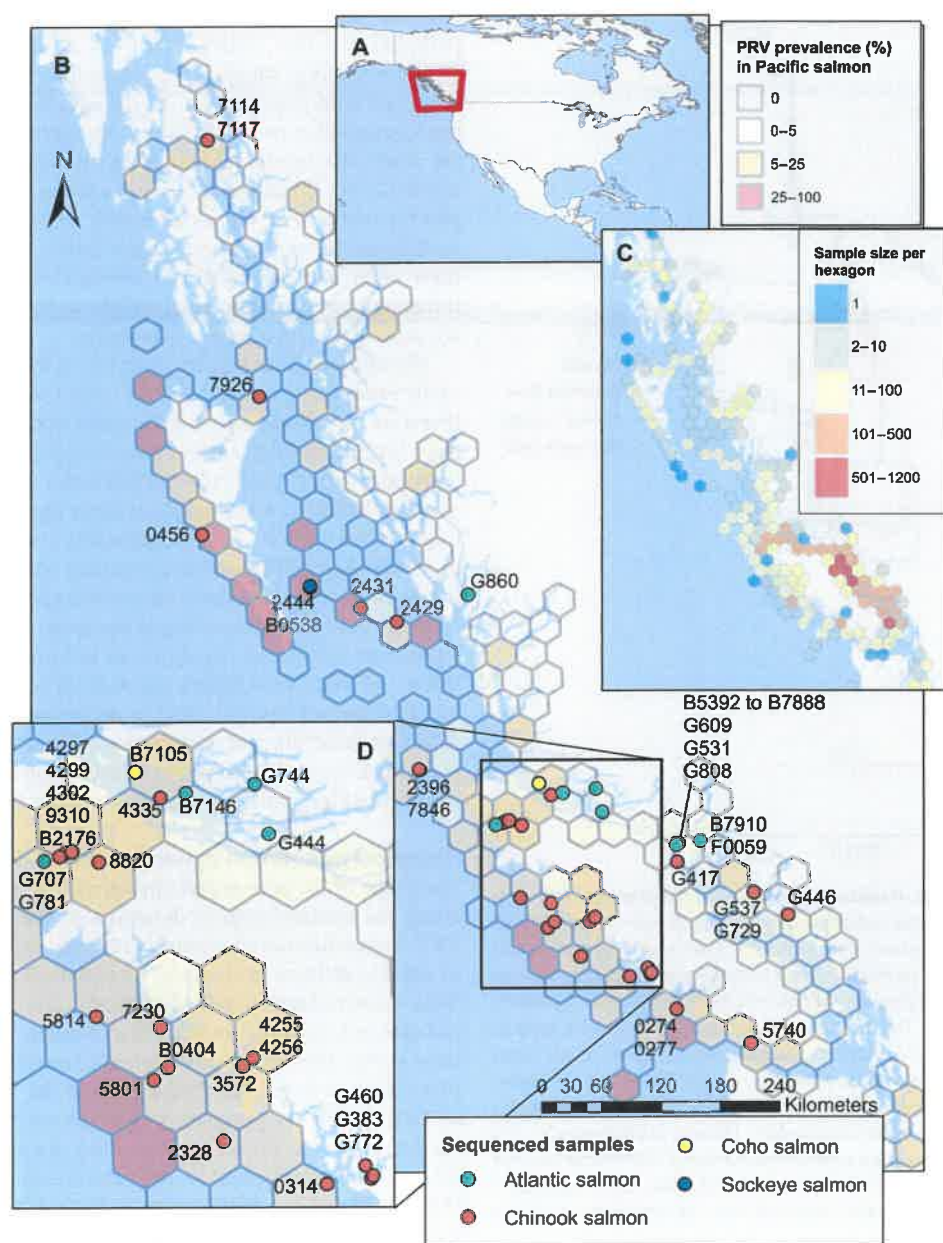 B
N
7114
7117
A
PRV prevalence (%)
in Pacific salmon
0
0–5
5–25
25–100
C
Sample size per
hexagon
1
2–10
11–100
101–500
501–1200
7926
0456
2444
B0538
2431
2429
G860
2396
7846
B5392 to B7888
G609
G531
G808
B7910
F0059
G417
G537
G729
G446
0274
0277
5740
D
4297
4299
4302
9310
B2176
G707
G781
B7105
4335
B7146
G744
G444
8820
5814
7230
B0404
5801
4255
4256
3572
2328
0314
G460
G383
G772
0 30 60 120 180 240
Kilometers
Sequenced samples
Atlantic salmon
Chinook salmon
Coho salmon
Sockeye salmon